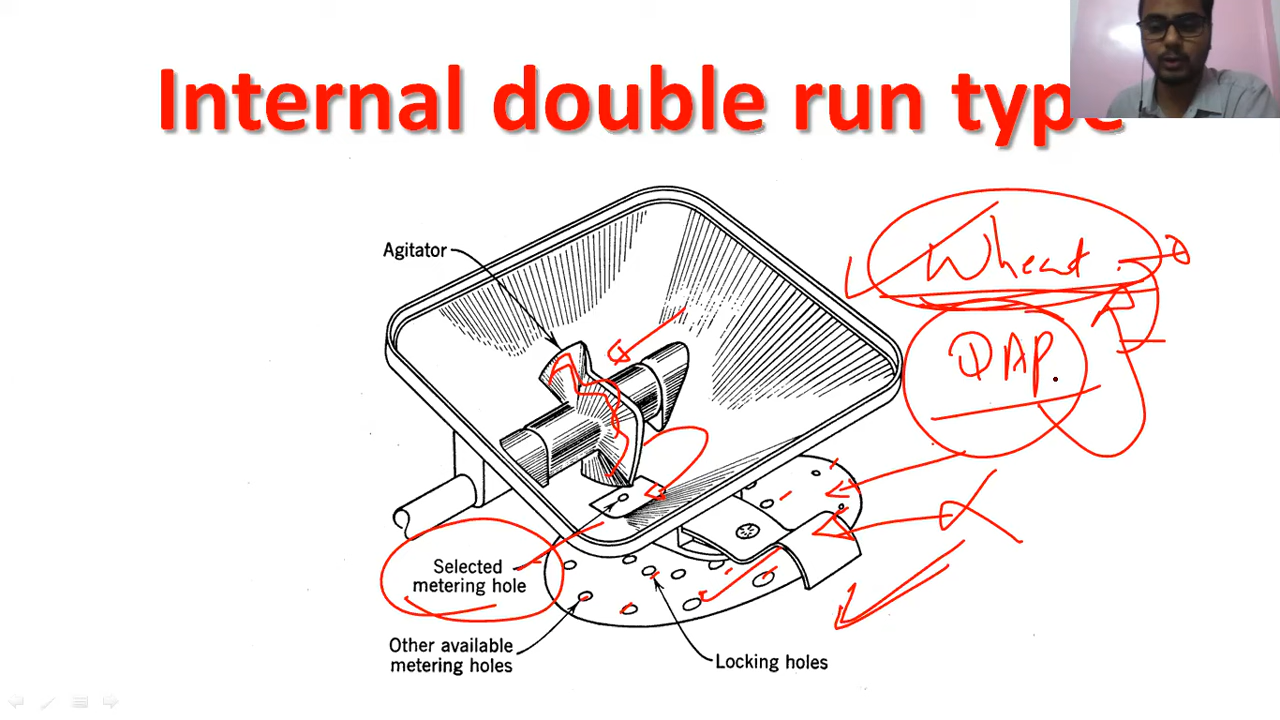 Internal double run type
Agitator
Wheat
DAP
Selected
metering hole
Other available
metering holes
Locking holes